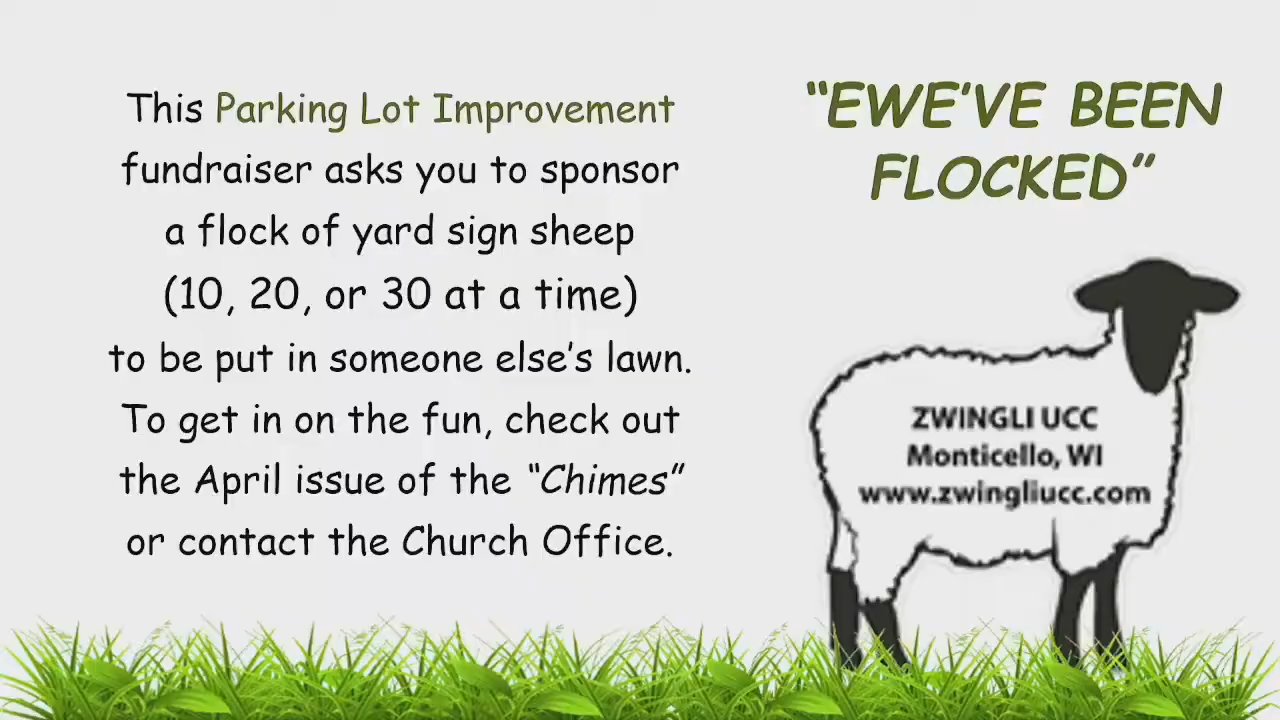 This Parking Lot Improvement
fundraiser asks you to sponsor
a flock of yard sign sheep
(10, 20, or 30 at a time)
to be put in someone else’s lawn.
To get in on the fun, check out
the April issue of the “Chimes”
or contact the Church Office.
“EWE’VE BEEN
FLOCKED”
ZWINGLI UCC
Monticello, WI
www.zwingliucc.com